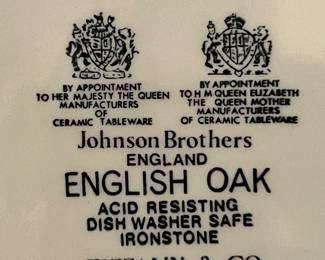 BY APPOINTMENT
TO HER MAJESTY THE QUEEN
MANUFACTURERS
OF
CERAMIC TABLEWARE
BY APPOINTMENT
TO H M QUEEN ELIZABETH
THE QUEEN MOTHER
MANUFACTURERS
OF CERAMIC TABLEWARE
Johnson Brothers
ENGLAND
ENGLISH OAK
ACID RESISTING
DISH WASHER SAFE
IRONSTONE
& CO